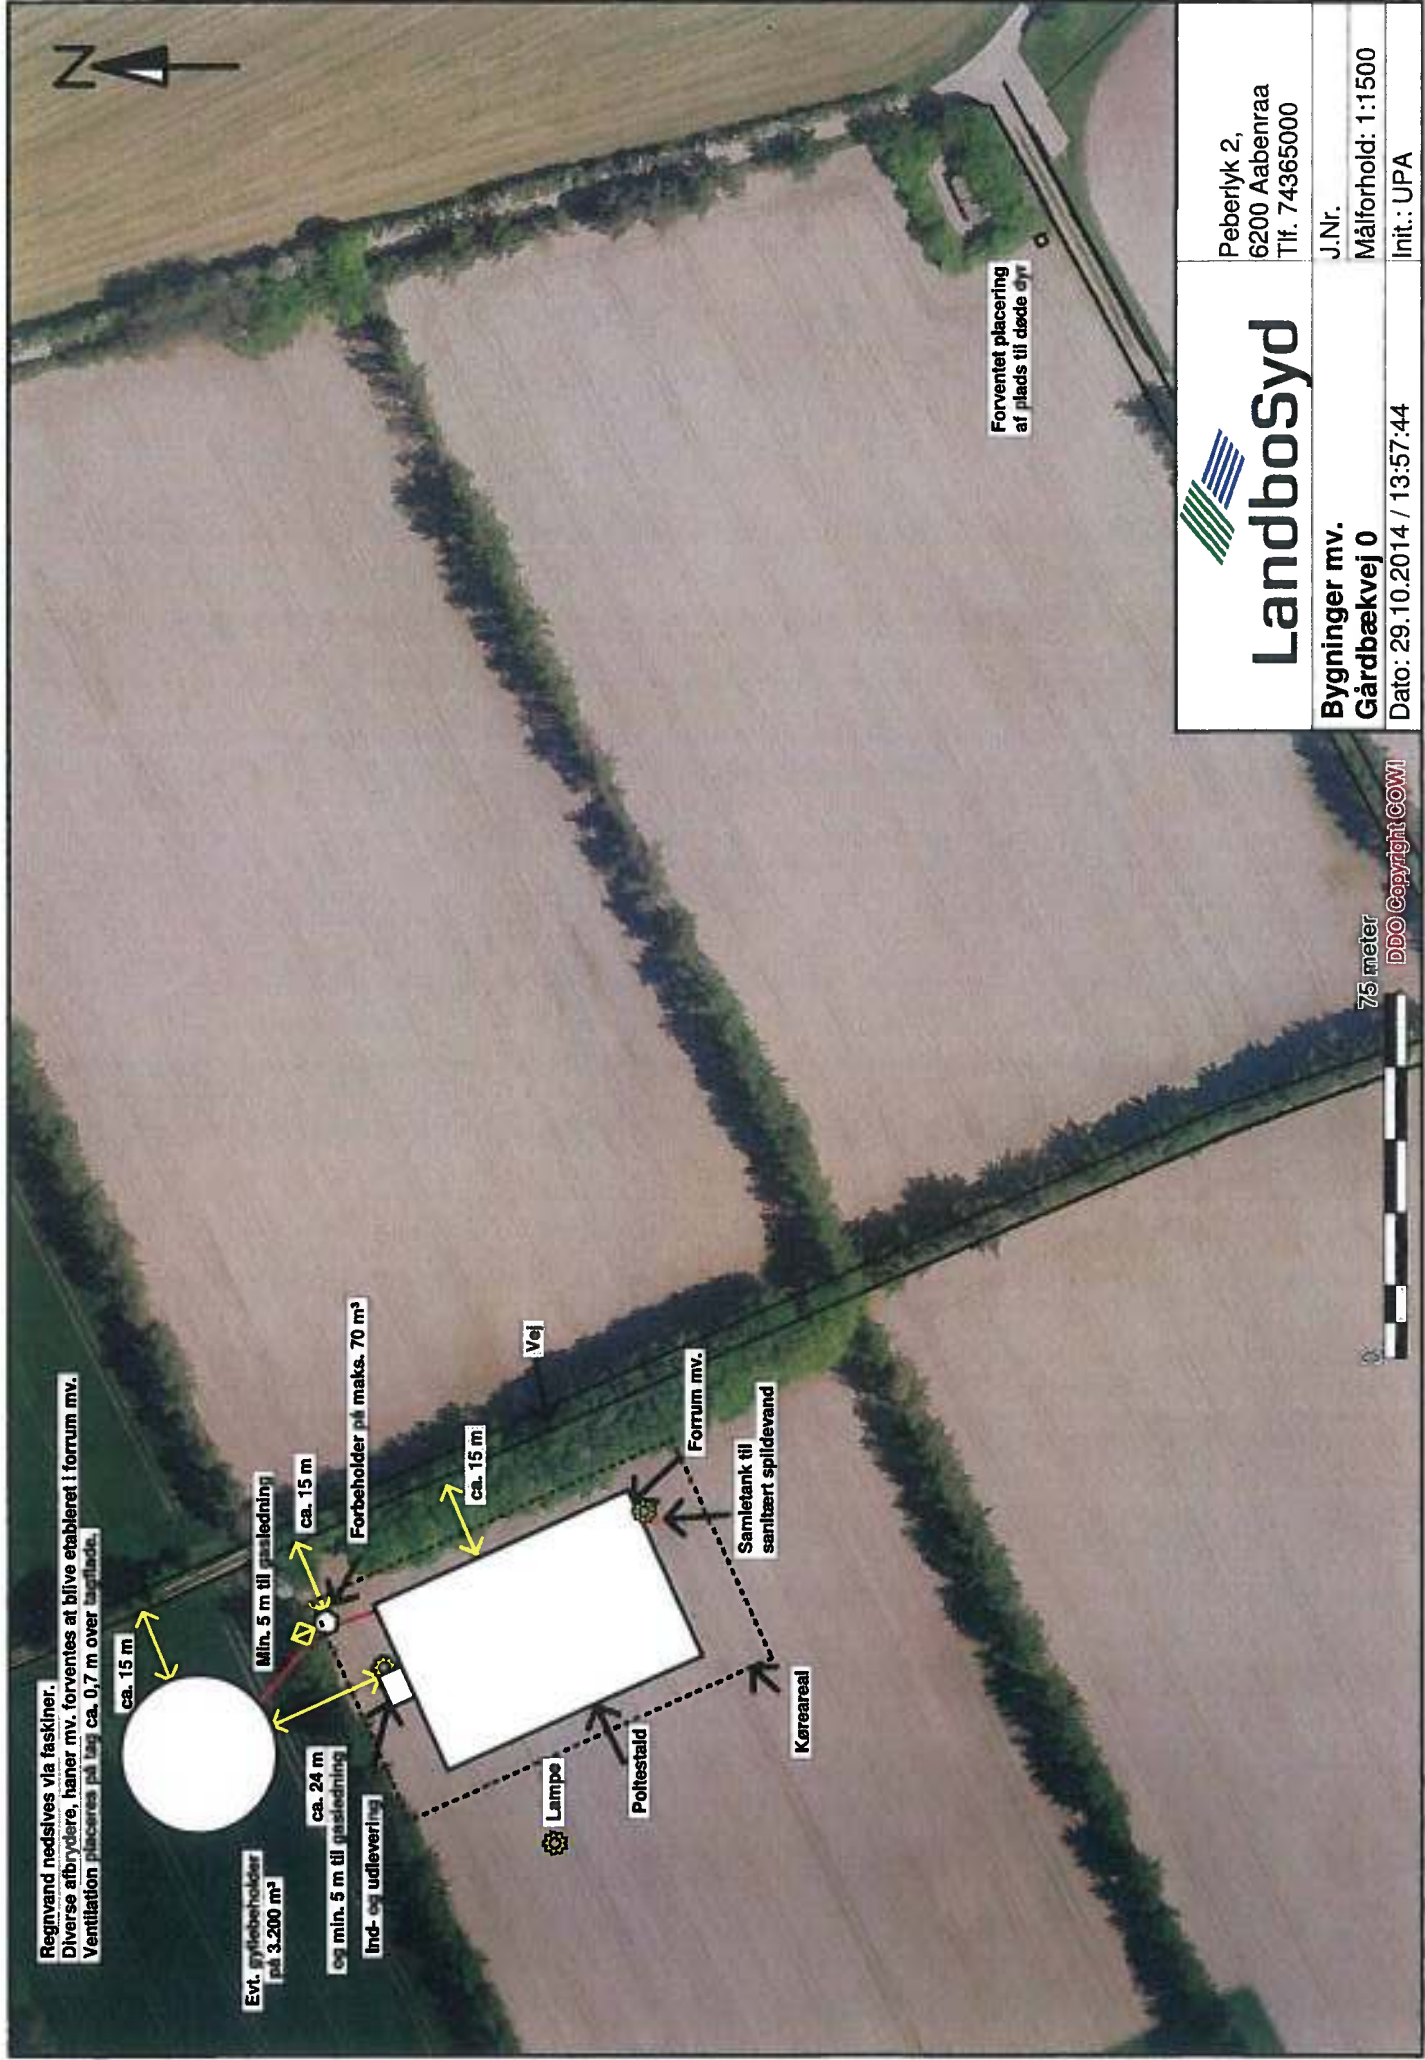 N
Regnvand nedsives via faskiner.
Diverse afbrydere, haner mv. forventes at blive etableret i forrum mv.
Ventilation placeres på tag ca. 0,7 m over tagflade.
ca. 15 m
Evt. gyllebeholder
på 3.200 m³
Min. 5 m til gasledning
ca. 15 m
ca. 24 m
og min. 5 m til gasledning
Forbeholder på maks. 70 m³
Ind- og udlevering
ca. 15 m
Vej
Lampe
Poltestald
Forrum mv.
Samletank til
sanitært spildevand
Køreareal
Forventet placering
af plads til døde dyr
LandboSyd
Peberlyk 2,
6200 Aabenraa
Tlf. 74365000
Bygninger mv.
Gårdbækvej 0
J.Nr.
Målforhold: 1:1500
Dato: 29.10.2014 / 13:57:44
Init.: UPA
75 meter
DDO Copyright COWI